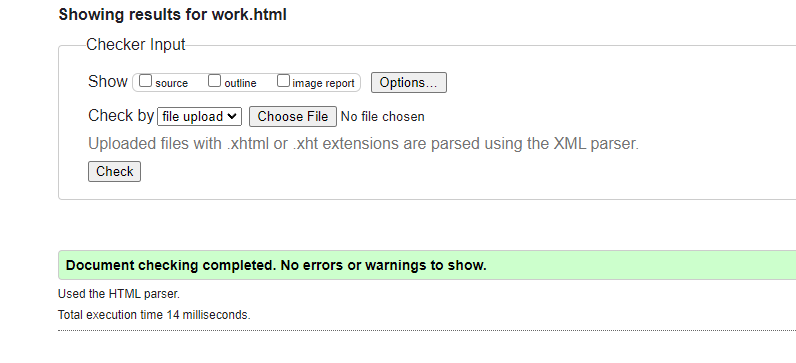 Showing results for work.html
Checker Input
Show source outline image report Options...
Check by file upload Choose File No file chosen
Uploaded files with .xhtml or .xht extensions are parsed using the XML parser.
Check
Document checking completed. No errors or warnings to show.
Used the HTML parser.
Total execution time 14 milliseconds.